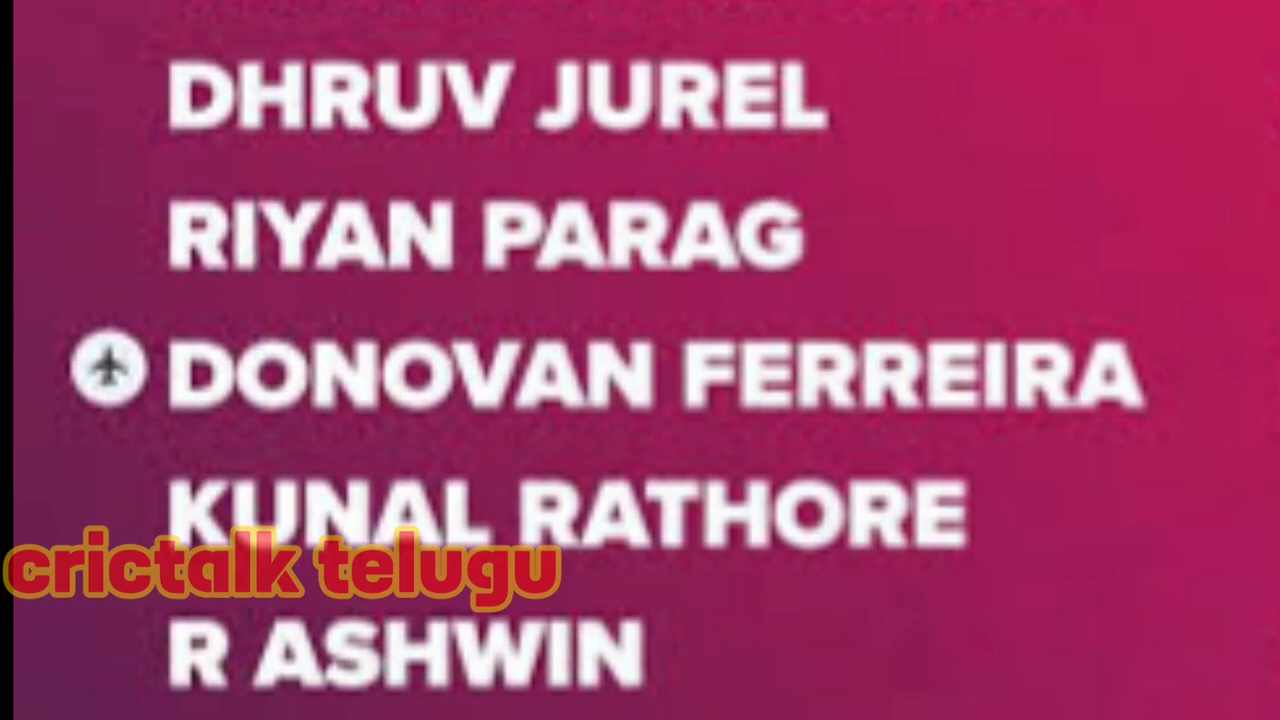 DHRUV JUREL
RIYAN PARAG
DONOVAN FERREIRA
KUNAL RATHORE
crictalk telugu
R ASHWIN